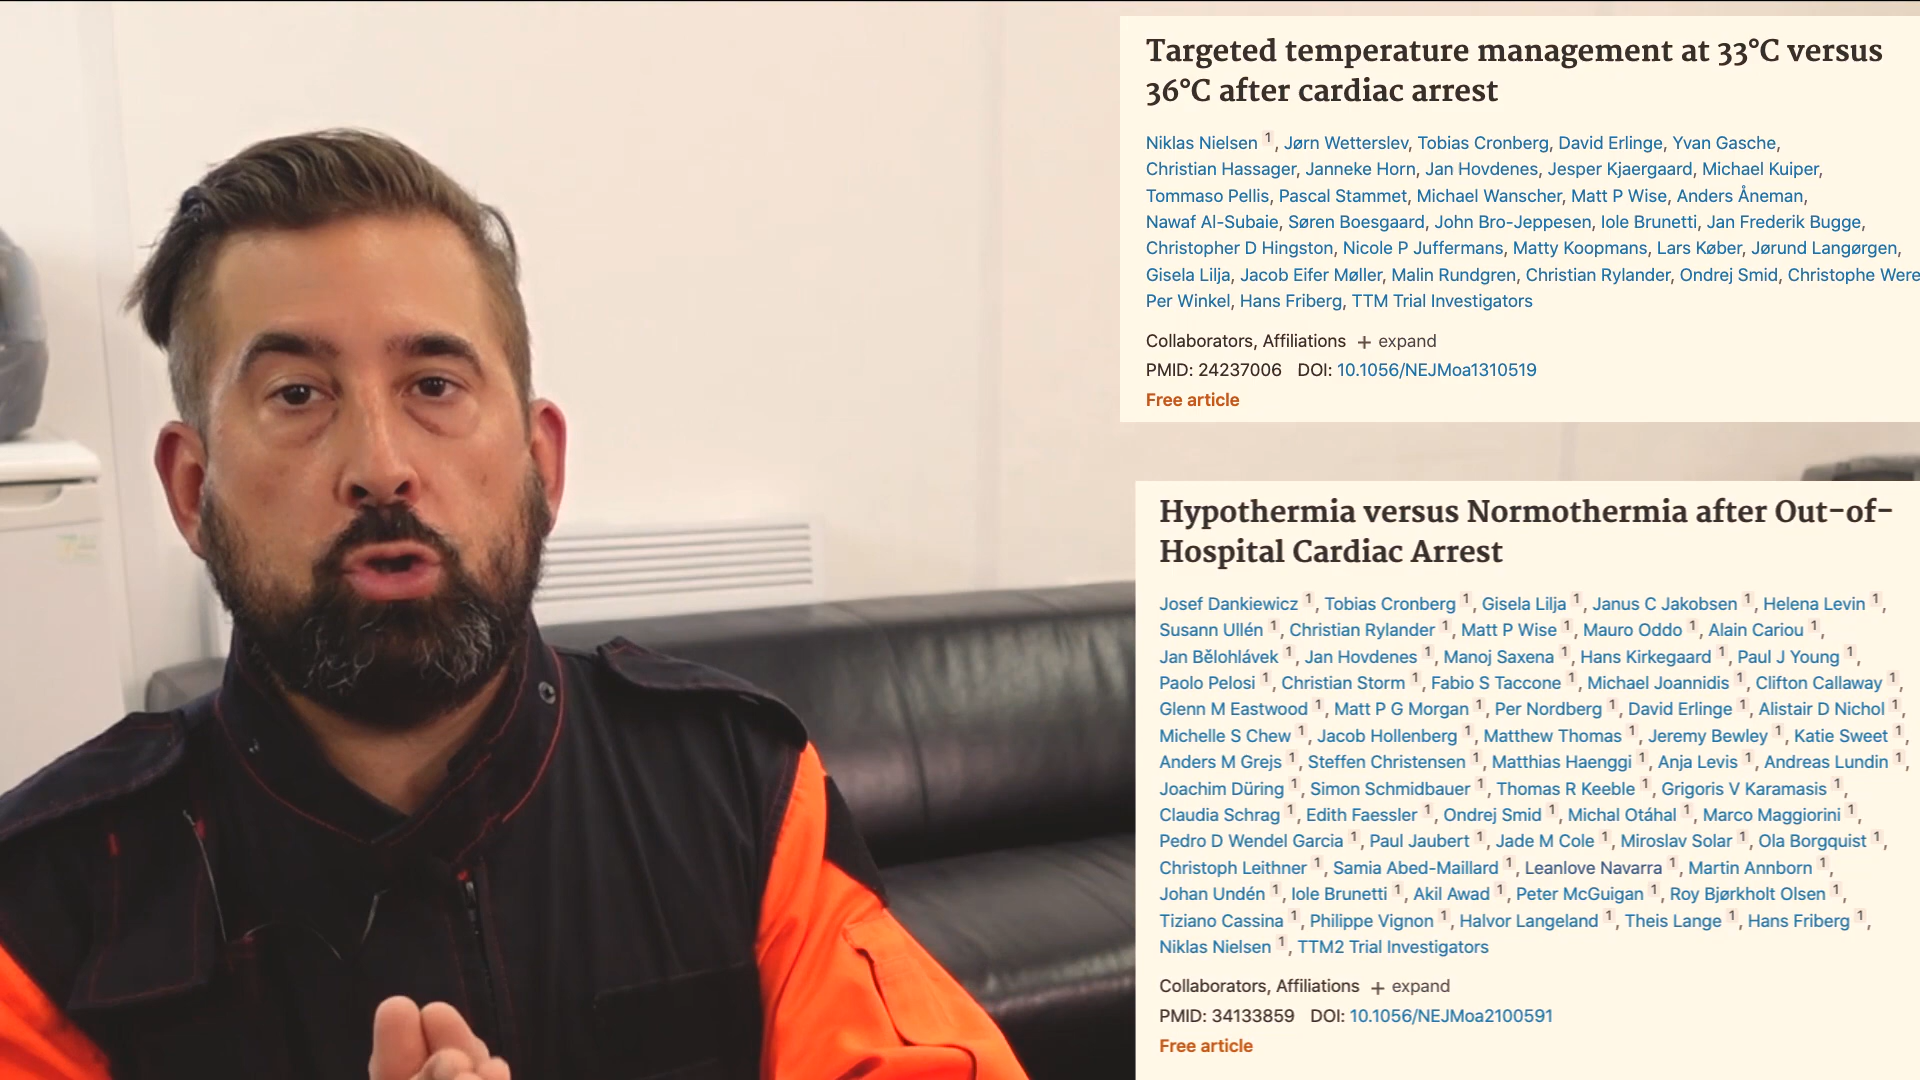 Targeted temperature management at 33°C versus
36°C after cardiac arrest
Niklas Nielsen 1, Jørn Wetterslev, Tobias Cronberg, David Erlinge, Yvan Gasche,
Christian Hassager, Janneke Horn, Jan Hovdenes, Jesper Kjaergaard, Michael Kuiper,
Tommaso Pellis, Pascal Stammet, Michael Wanscher, Matt P Wise, Anders Åneman,
Nawaf Al-Subaie, Søren Boesgaard, John Bro-Jeppesen, Iole Brunetti, Jan Frederik Bugge,
Christopher D Hingston, Nicole P Juffermans, Matty Koopmans, Lars Køber, Jørund Langørgen,
Gisela Lilja, Jacob Eifer Møller, Malin Rundgren, Christian Rylander, Ondrej Smid, Christophe Were
Per Winkel, Hans Friberg, TTM Trial Investigators
Collaborators, Affiliations + expand
PMID: 24237006 DOI: 10.1056/NEJMoa1310519
Free article
Hypothermia versus Normothermia after Out-of-
Hospital Cardiac Arrest
Josef Dankiewicz 1, Tobias Cronberg 1, Gisela Lilja 1, Janus C Jakobsen 1, Helena Levin 1,
Susann Ullén 1, Christian Rylander 1, Matt P Wise 1, Mauro Oddo 1, Alain Cariou 1,
Jan Bělohlávek 1, Jan Hovdenes 1, Manoj Saxena 1, Hans Kirkegaard 1, Paul J Young 1,
Paolo Pelosi 1, Christian Storm 1, Fabio S Taccone 1, Michael Joannidis 1, Clifton Callaway 1,
Glenn M Eastwood 1, Matt P G Morgan 1, Per Nordberg 1, David Erlinge 1, Alistair D Nichol 1,
Michelle S Chew 1, Jacob Hollenberg 1, Matthew Thomas 1, Jeremy Bewley 1, Katie Sweet 1,
Anders M Grejs 1, Steffen Christensen 1, Matthias Haenggi 1, Anja Levis 1, Andreas Lundin 1,
Joachim Düring 1, Simon Schmidbauer 1, Thomas R Keeble 1, Grigoris V Karamasis 1,
Claudia Schrag 1, Edith Faessler 1, Ondrej Smid 1, Michal Otáhal 1, Marco Maggiorini 1,
Pedro D Wendel Garcia 1, Paul Jaubert 1, Jade M Cole 1, Miroslav Solar 1, Ola Borgquist 1,
Christoph Leithner 1, Samia Abed-Maillard 1, Leanlove Navarra 1, Martin Annborn 1,
Johan Undén 1, Iole Brunetti 1, Akil Awad 1, Peter McGuigan 1, Roy Bjørkholt Olsen 1,
Tiziano Cassina 1, Philippe Vignon 1, Halvor Langeland 1, Theis Lange 1, Hans Friberg 1,
Niklas Nielsen 1, TTM2 Trial Investigators
Collaborators, Affiliations + expand
PMID: 34133859 DOI: 10.1056/NEJMoa2100591
Free article